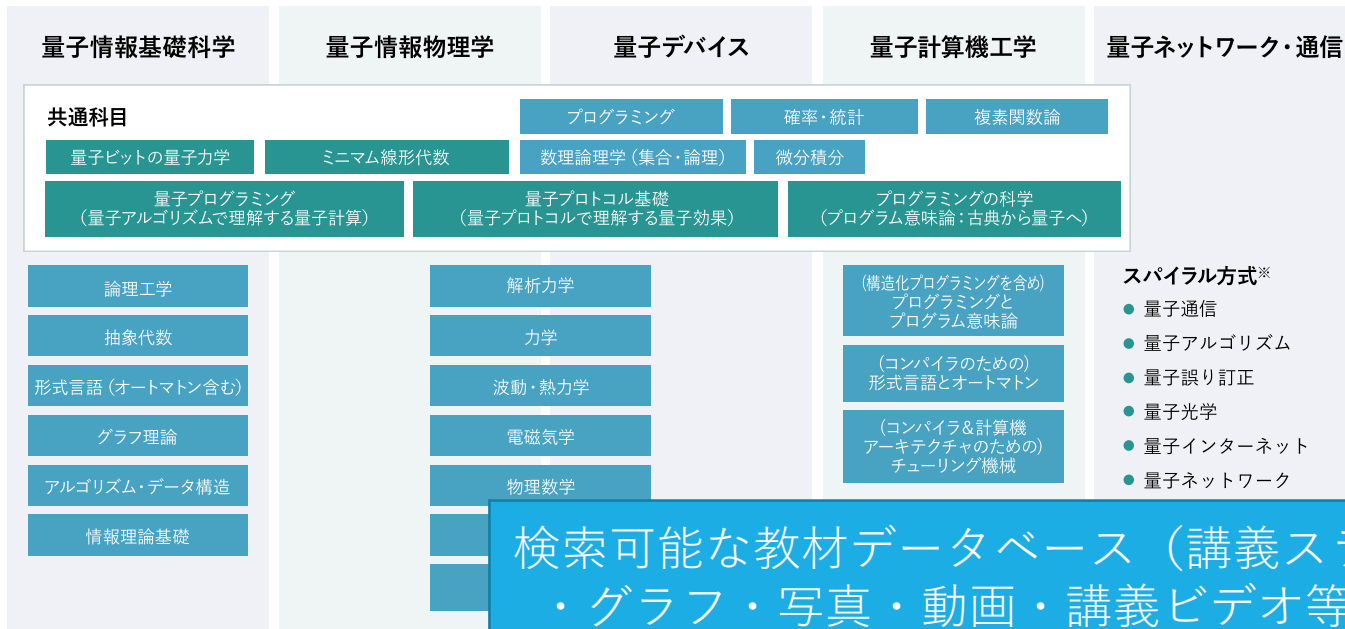 量子情報基礎科学
量子情報物理学
量子デバイス
量子計算機工学
量子ネットワーク・通信
共通科目
プログラミング
確率・統計
複素関数論
量子ビットの量子力学
ミニマム線形代数
数理論理学（集合・論理）
微分積分
量子プログラミング
（量子アルゴリズムで理解する量子計算）
量子プロトコル基礎
（量子プロトコルで理解する量子効果）
プログラミングの科学
（プログラム意味論：古典から量子へ）
論理工学
抽象代数
形式言語（オートマトン含む）
グラフ理論
アルゴリズム・データ構造
情報理論基礎
解析力学
力学
波動・熱力学
電磁気学
物理数学
（構造化プログラミングを含め）
プログラミングと
プログラム意味論
（コンパイラのための）
形式言語とオートマトン
（コンパイラ＆計算機
アーキテクチャのための）
チューリング機械
スパイラル方式※
● 量子通信
● 量子アルゴリズム
● 量子誤り訂正
● 量子光学
● 量子インターネット
● 量子ネットワーク
検索可能な教材データベース（講義ス
・グラフ・写真・動画・講義ビデオ等